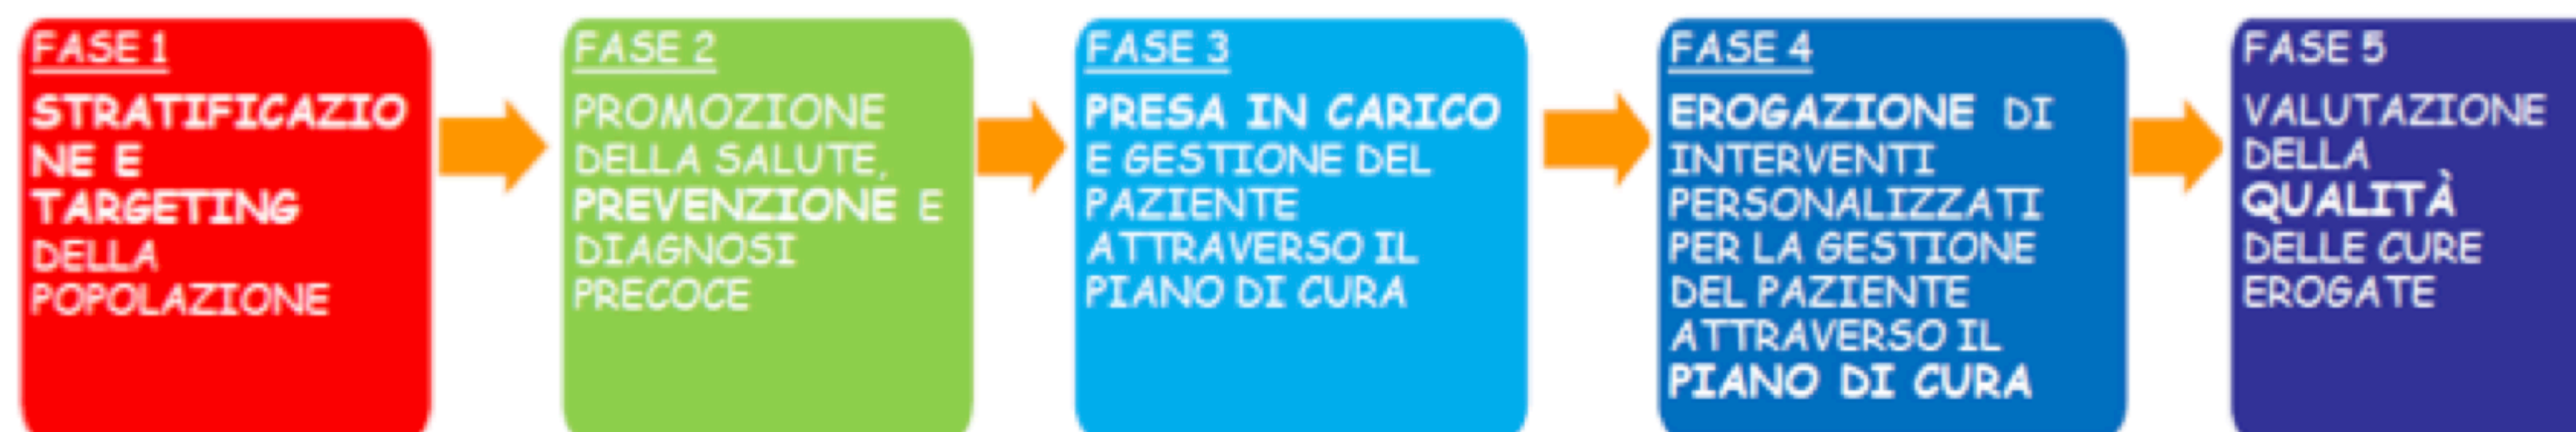 FASE 1
STRATIFICAZIO
NE E
TARGETING
DELLA
POPOLAZIONE
FASE 2
PROMOZIONE
DELLA SALUTE,
PREVENZIONE E
DIAGNOSI
PRECOCE
FASE 3
PRESA IN CARICO
E GESTIONE DEL
PAZIENTE
ATTRAVERSO IL
PIANO DI CURA
FASE 4
EROGAZIONE DI
INTERVENTI
PERSONALIZZATI
PER LA GESTIONE
DEL PAZIENTE
ATTRAVERSO IL
PIANO DI CURA
FASE 5
VALUTAZIONE
DELLA
QUALITÀ
DELLE CURE
EROGATE